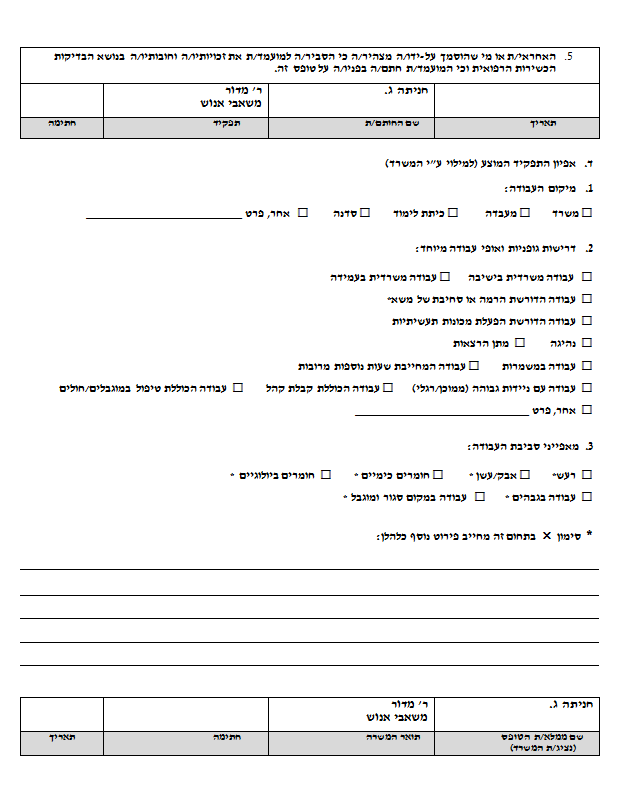 5. האחראי/ת או מי שהוסמך על-ידו/ה מצהיר/ה כי הסביר/ה למועמד/ת את זכויותיו/ה וחובותיו/ה בנושא הבדיקות
הכשירות הרפואית וכי המועמד/ת חתם/ה בפניו/ה על טופס זה.
חניתה ג. ר' מדור
משאבי אנוש
תאריך שם החותם/ת תפקיד חתימה
ד. אפיון התפקיד המוצע (למילוי ע"י המשרד)
1. מיקום העבודה:
☐ משרד ☐ מעבדה ☐ כיתת לימוד ☐ סדנה ☐ אחר, פרט ____________________
2. דרישות גופניות ואופי עבודה מיוחד:
☐ עבודה משרדית בישיבה ☐ עבודה משרדית בעמידה
☐ עבודה הדורשת הרמה או סחיבת של משא*
☐ עבודה הדורשת הפעלת מכונות תעשיתיות
☐ נהיגה ☐ מתן הרצאות
☐ עבודה במשמרות ☐ עבודה המחייבת שעות נוספות מרובות
☐ עבודה עם ניידות גבוהה (ממוכן/רגלי) ☐ עבודה הכוללת קבלת קהל ☐ עבודה הכוללת טיפול במוגבלים/חולים
☐ אחר, פרט ____________________
3. מאפייני סביבת העבודה:
☐ רעש* ☐ אבק/עשן * ☐ חומרים כימיים * ☐ חומרים ביולוגיים *
☐ עבודה בגבהים * ☐ עבודה במקום סגור ומוגבל *
* סימון × בתחום זה מחייב פירוט נוסף כלהלן:
חניתה ג. ר' מדור
משאבי אנוש
שם ממלא/ת הטופס תואר המשרה חתימה תאריך
(נציג/ת המשרד)